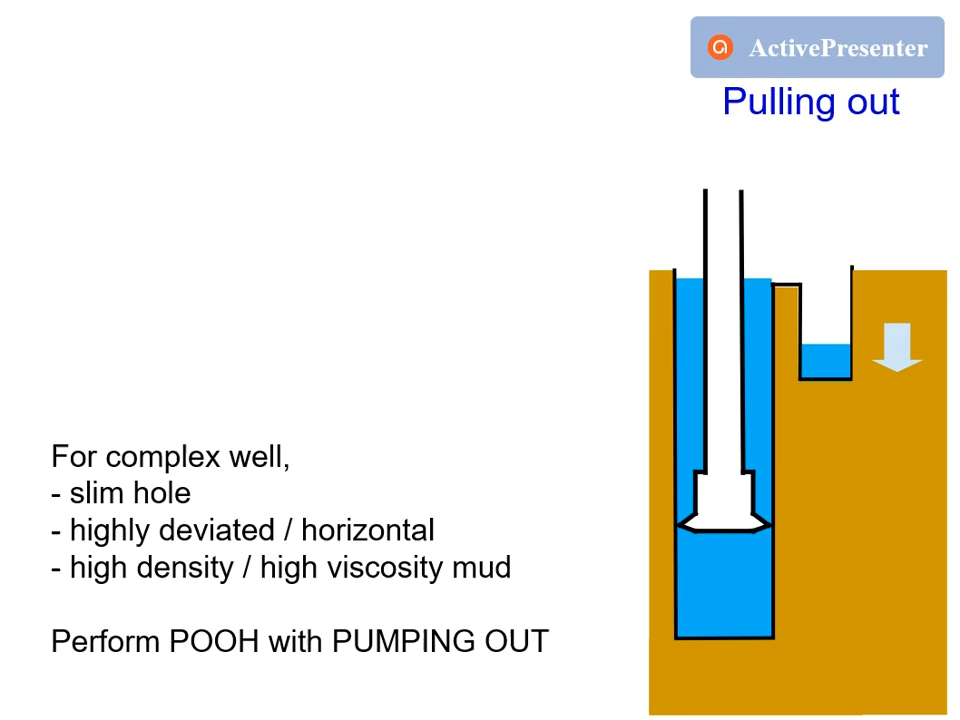 ActivePresenter
Pulling out
For complex well,
- slim hole
- highly deviated / horizontal
- high density / high viscosity mud
Perform POOH with PUMPING OUT